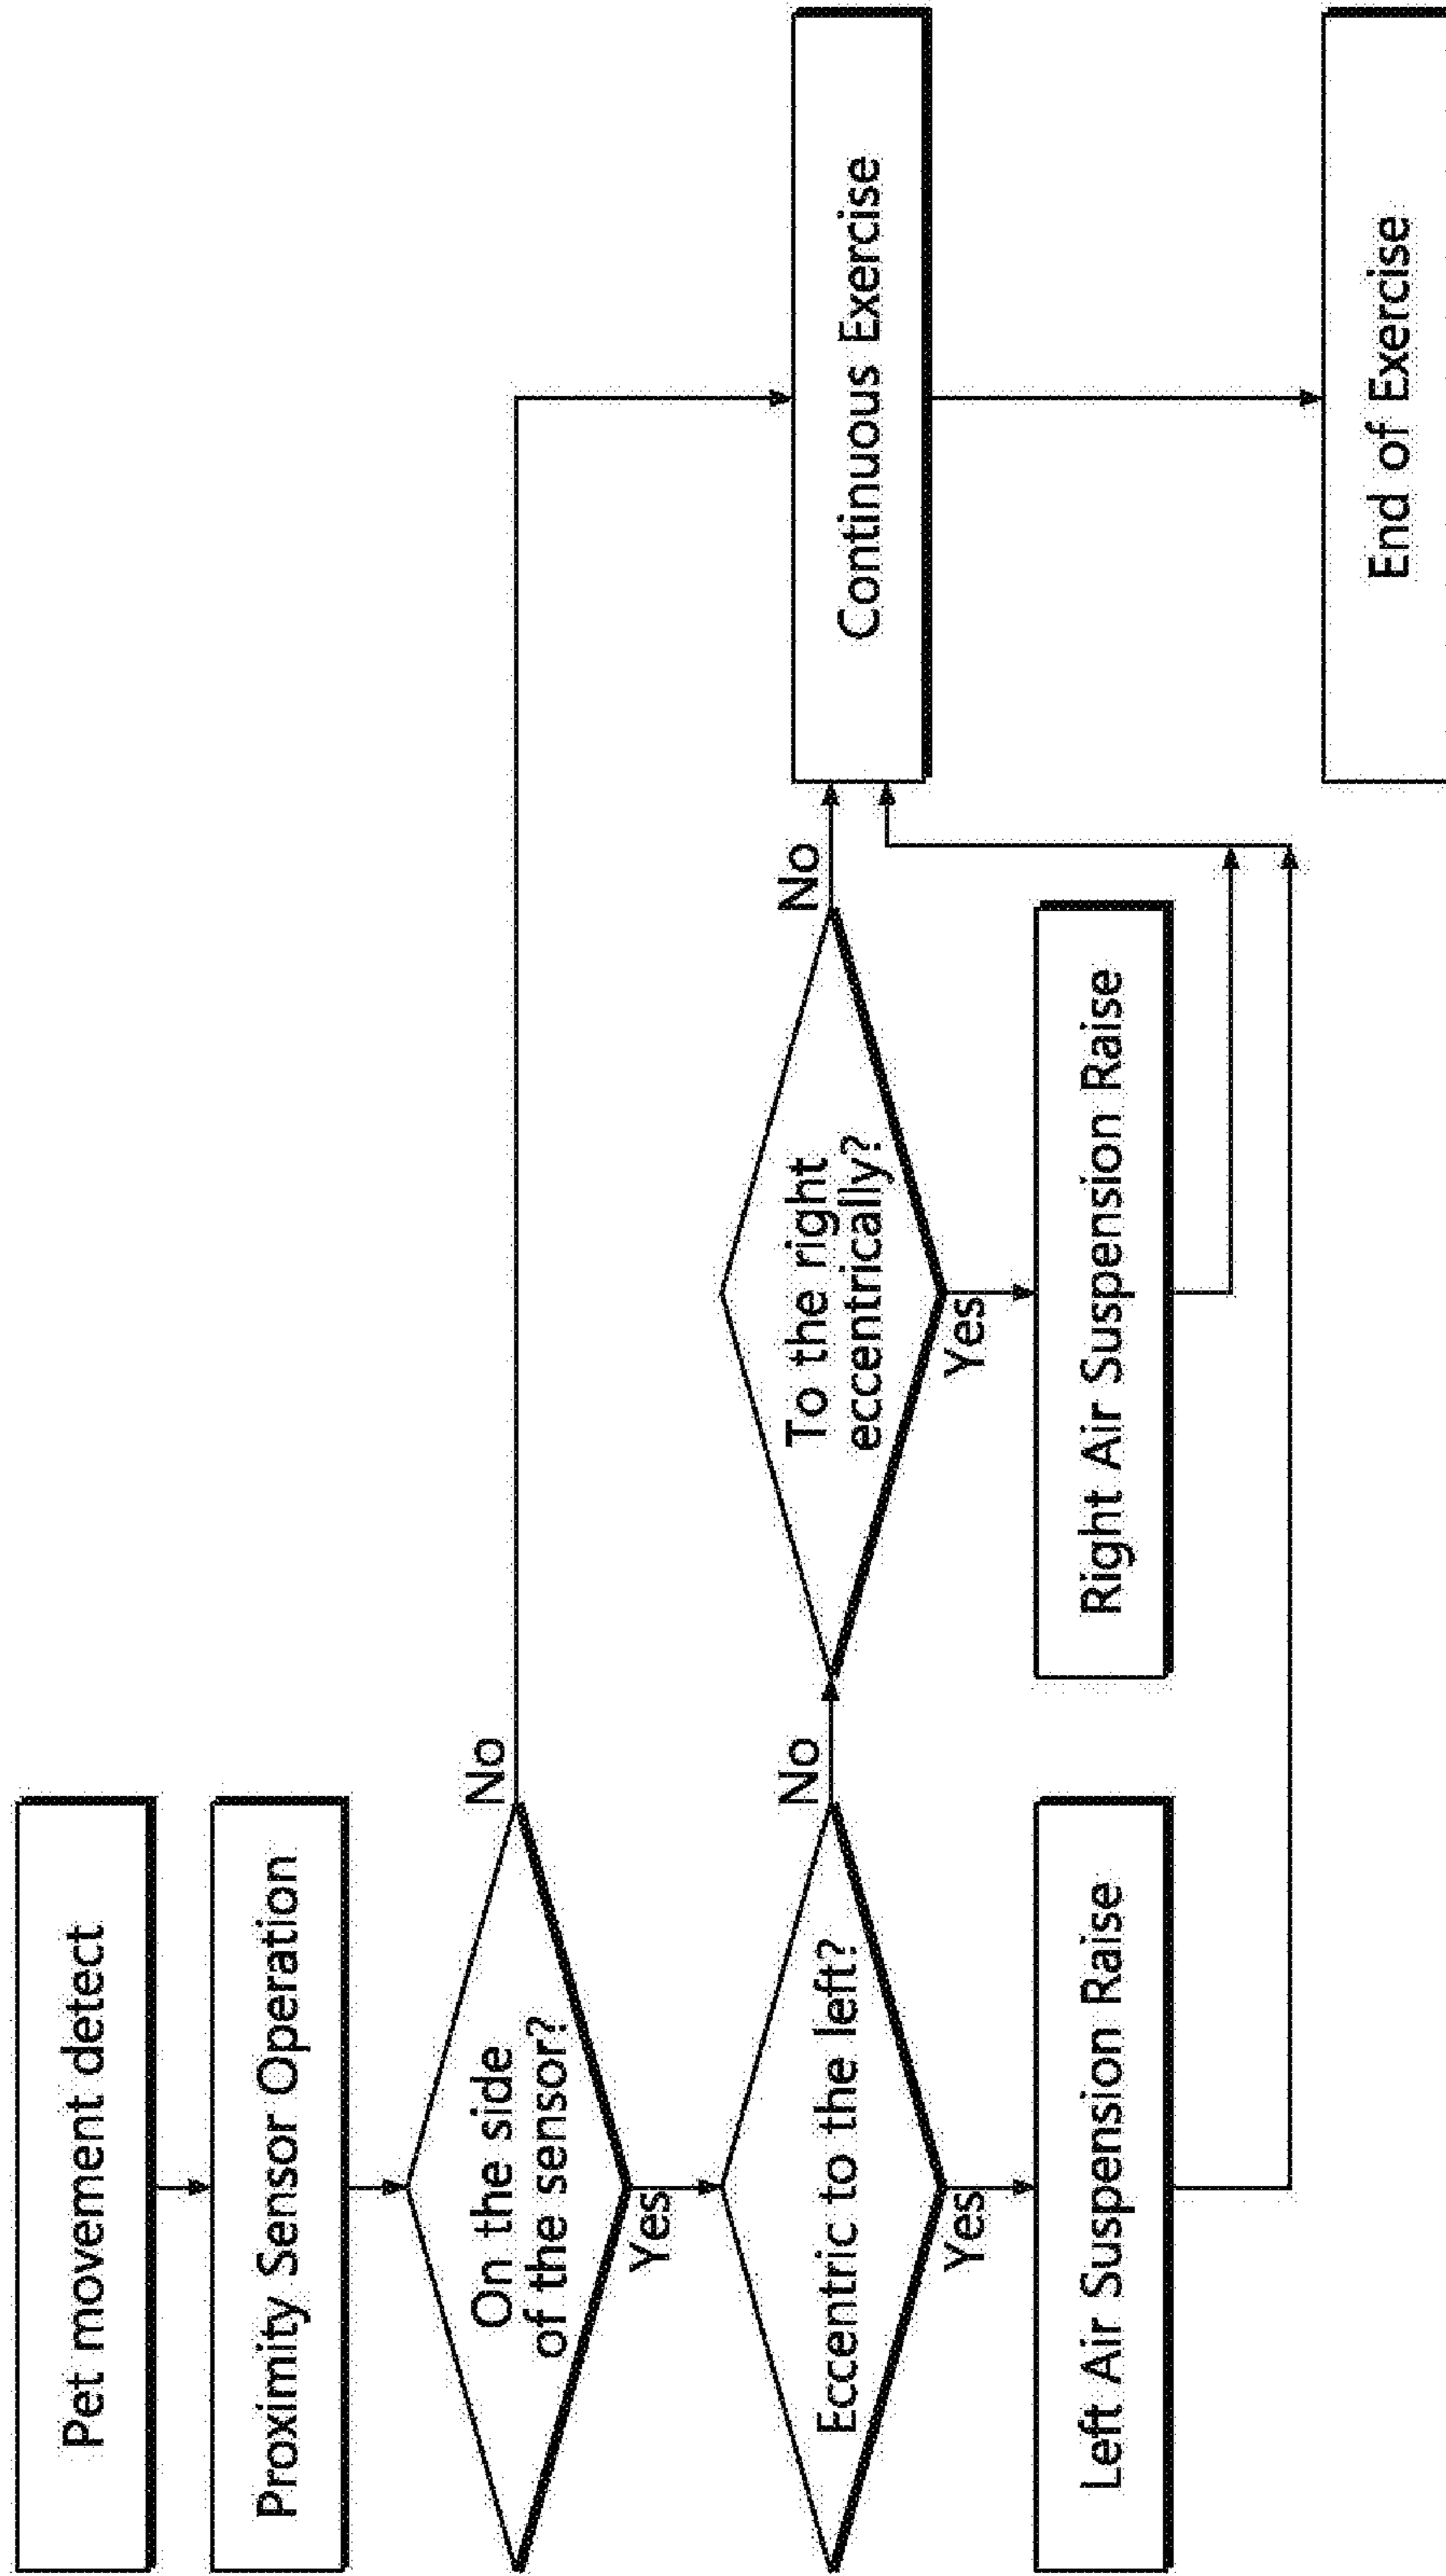 Pet movement detect
Proximity Sensor Operation
On the side
of the sensor?
No
Yes
Eccentric to the left?
No
Yes
Left Air Suspension Raise
To the right
eccentrically?
No
Yes
Right Air Suspension Raise
Continuous Exercise
End of Exercise